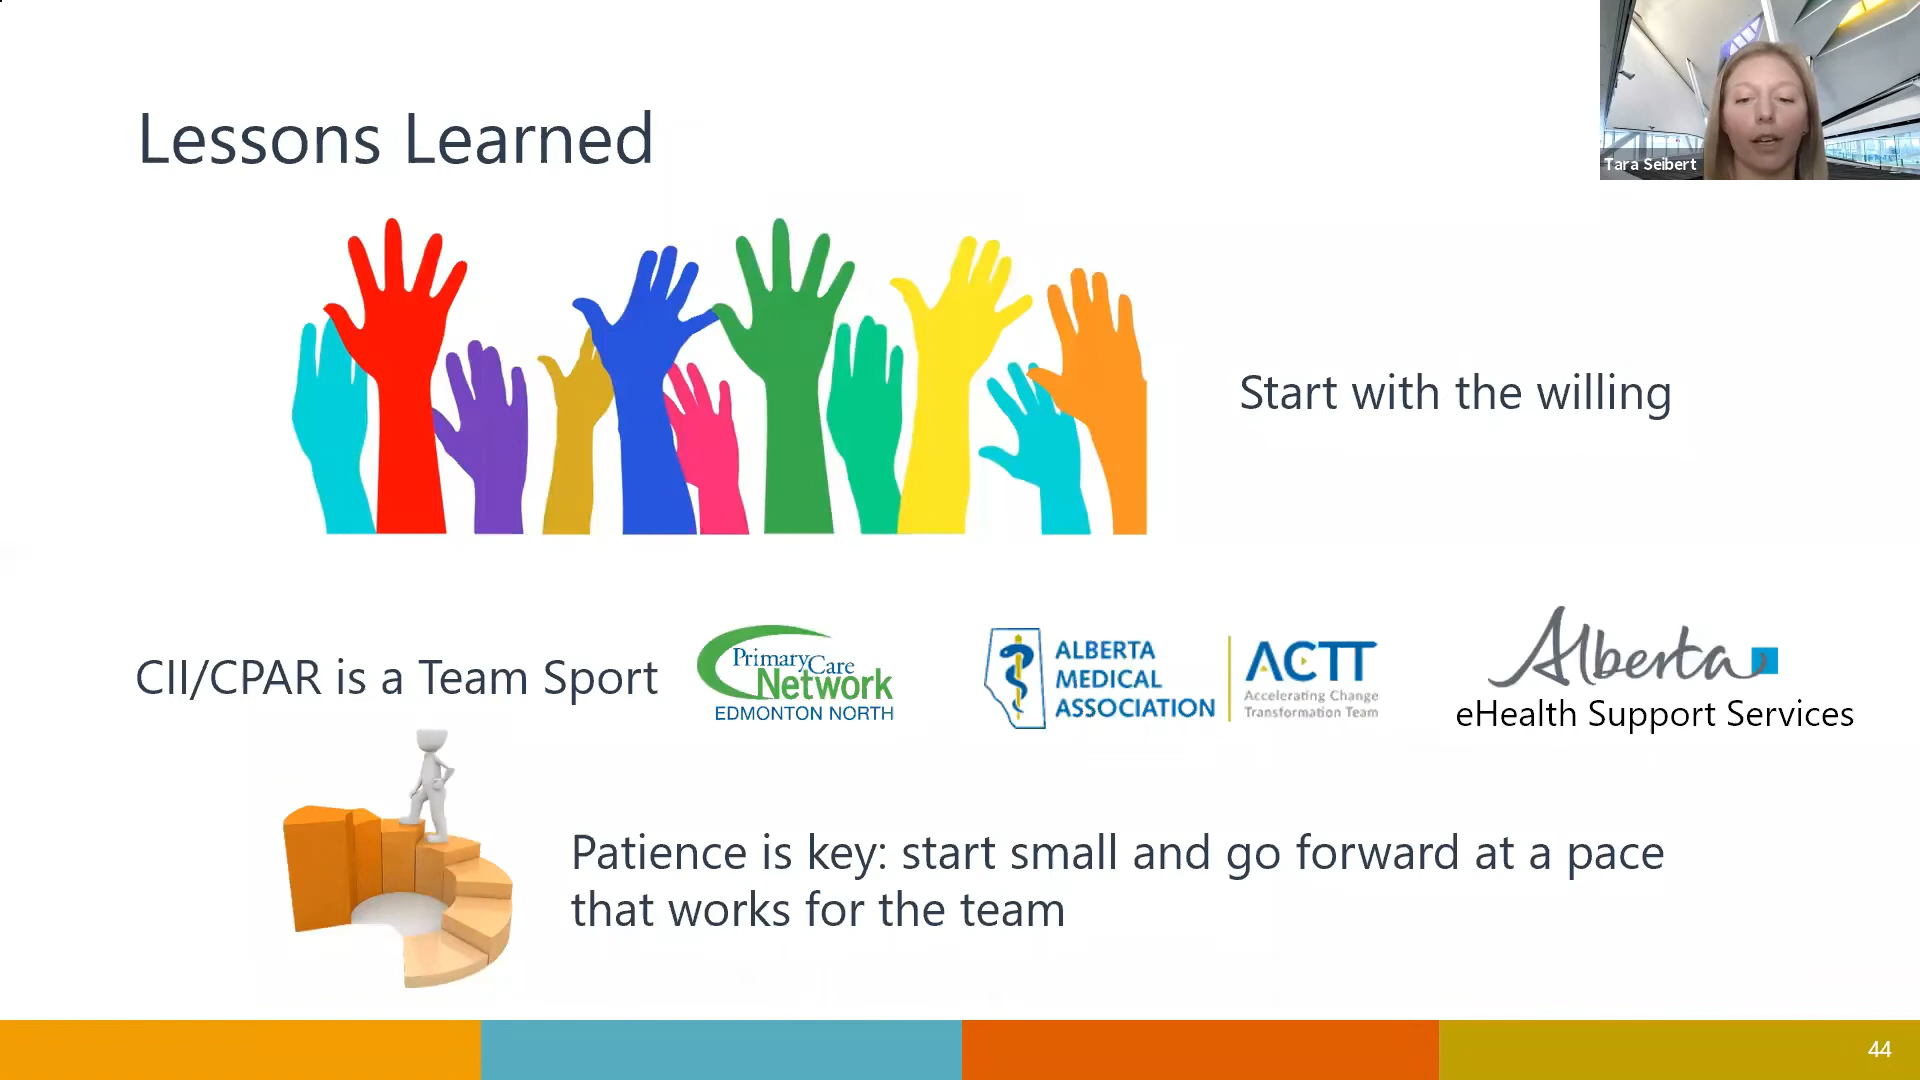 Lessons Learned
Tara Seibert
Start with the willing
CII/CPAR is a Team Sport
PrimaryCare
Network
EDMONTON NORTH
ALBERTA
MEDICAL
ASSOCIATION
ACTT
Accelerating Change
Transformation Team
Alberta
eHealth Support Services
Patience is key: start small and go forward at a pace
that works for the team
44